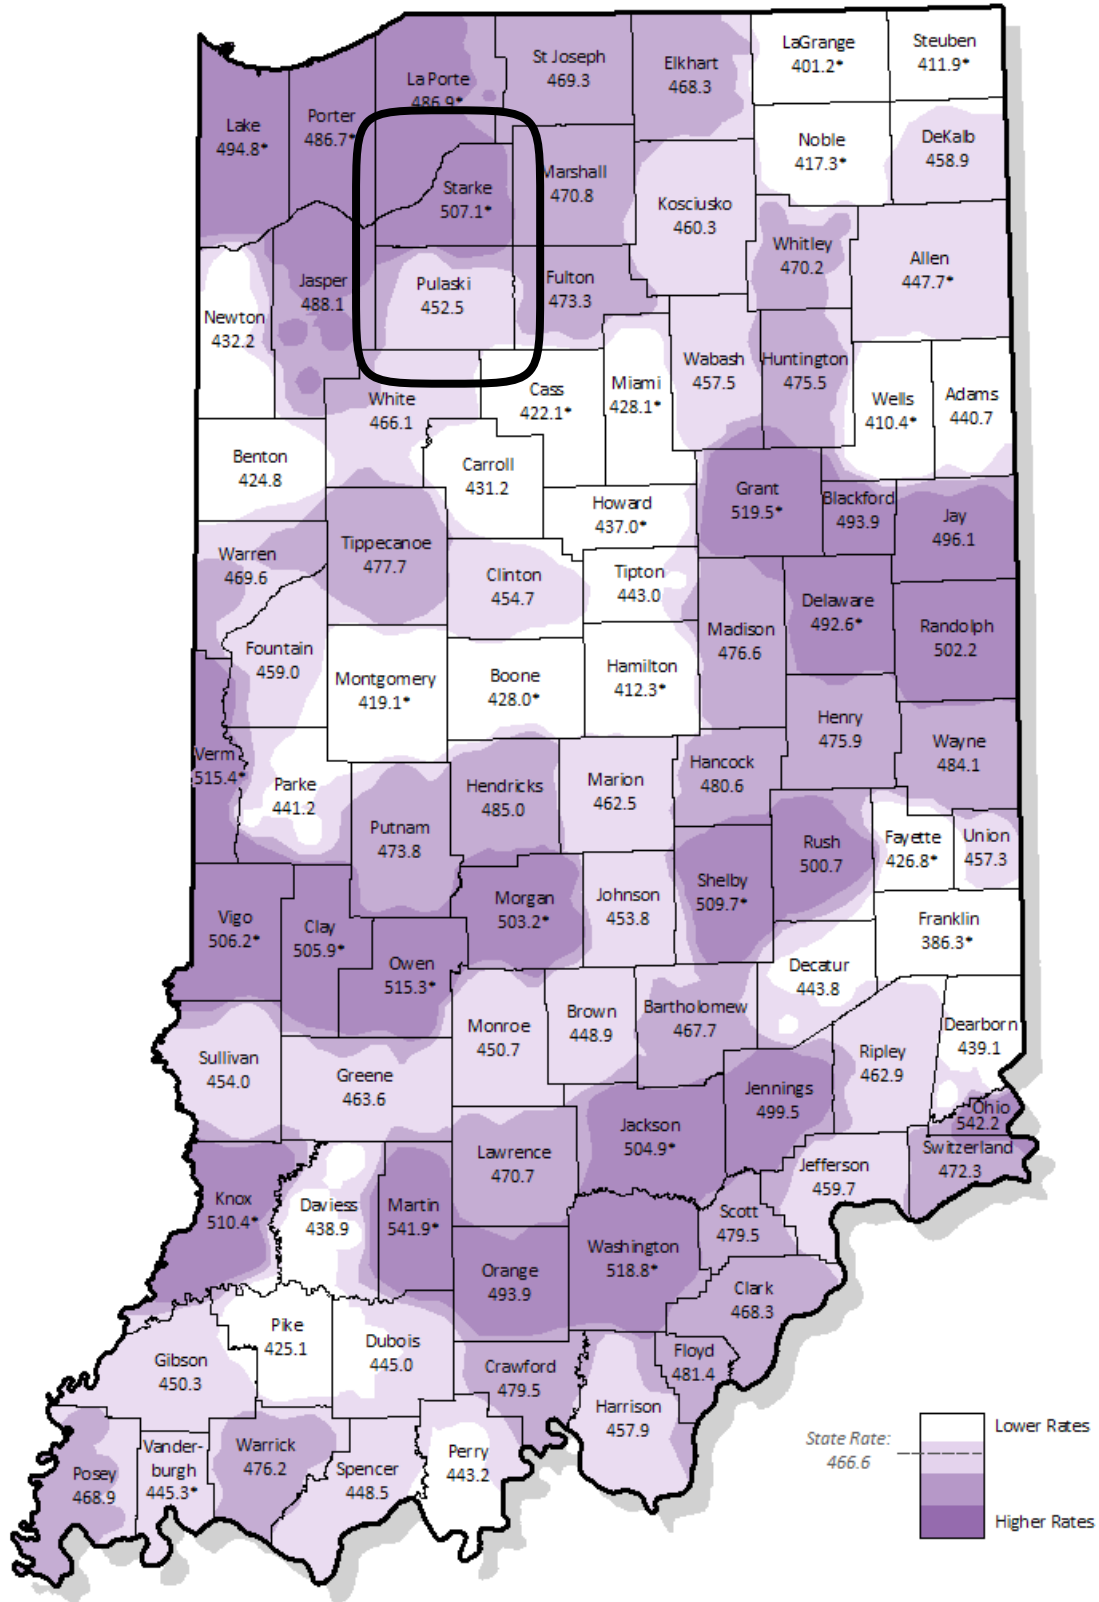 LaGrange
401.2*
Steuben
411.9*
St Joseph
469.3
Elkhart
468.3
La Porte
486.9*
Porter
486.7*
Lake
494.8*
Noble
417.3*
DeKalb
458.9
Marshall
470.8
Starke
507.1*
Kosciusko
460.3
Whitley
470.2
Allen
447.7*
Jasper
488.1
Pulaski
452.5
Fulton
473.3
Newton
432.2
Wabash
457.5
Huntington
475.5
Miami
428.1*
Cass
422.1*
White
466.1
Wells
410.4*
Adams
440.7
Benton
424.8
Carroll
431.2
Howard
437.0*
Grant
519.5*
Blackford
493.9
Jay
496.1
Warren
469.6
Tippecanoe
477.7
Clinton
454.7
Tipton
443.0
Madison
476.6
Delaware
492.6*
Randolph
502.2
Fountain
459.0
Montgomery
419.1*
Boone
428.0*
Hamilton
412.3*
Henry
475.9
Wayne
484.1
Verm
515.4*
Parke
441.2
Hendricks
485.0
Marion
462.5
Hancock
480.6
Putnam
473.8
Rush
500.7
Fayette
426.8*
Union
457.3
Morgan
503.2*
Johnson
453.8
Shelby
509.7*
Franklin
386.3*
Vigo
506.2*
Clay
505.9*
Owen
515.3*
Decatur
443.8
Monroe
450.7
Brown
448.9
Bartholomew
467.7
Dearborn
439.1
Ripley
462.9
Sullivan
454.0
Greene
463.6
Jennings
499.5
Ohio
542.2
Jackson
504.9*
Switzerland
472.3
Lawrence
470.7
Jefferson
459.7
Knox
510.4*
Daviess
438.9
Martin
541.9*
Scott
479.5
Washington
518.8*
Orange
493.9
Clark
468.3
Pike
425.1
Dubois
445.0
Gibson
450.3
Crawford
479.5
Floyd
481.4
Harrison
457.9
Posey
468.9
Vander-
burgh
445.3*
Warrick
476.2
Spencer
448.5
Perry
443.2
State Rate:
466.6
Lower Rates
Higher Rates